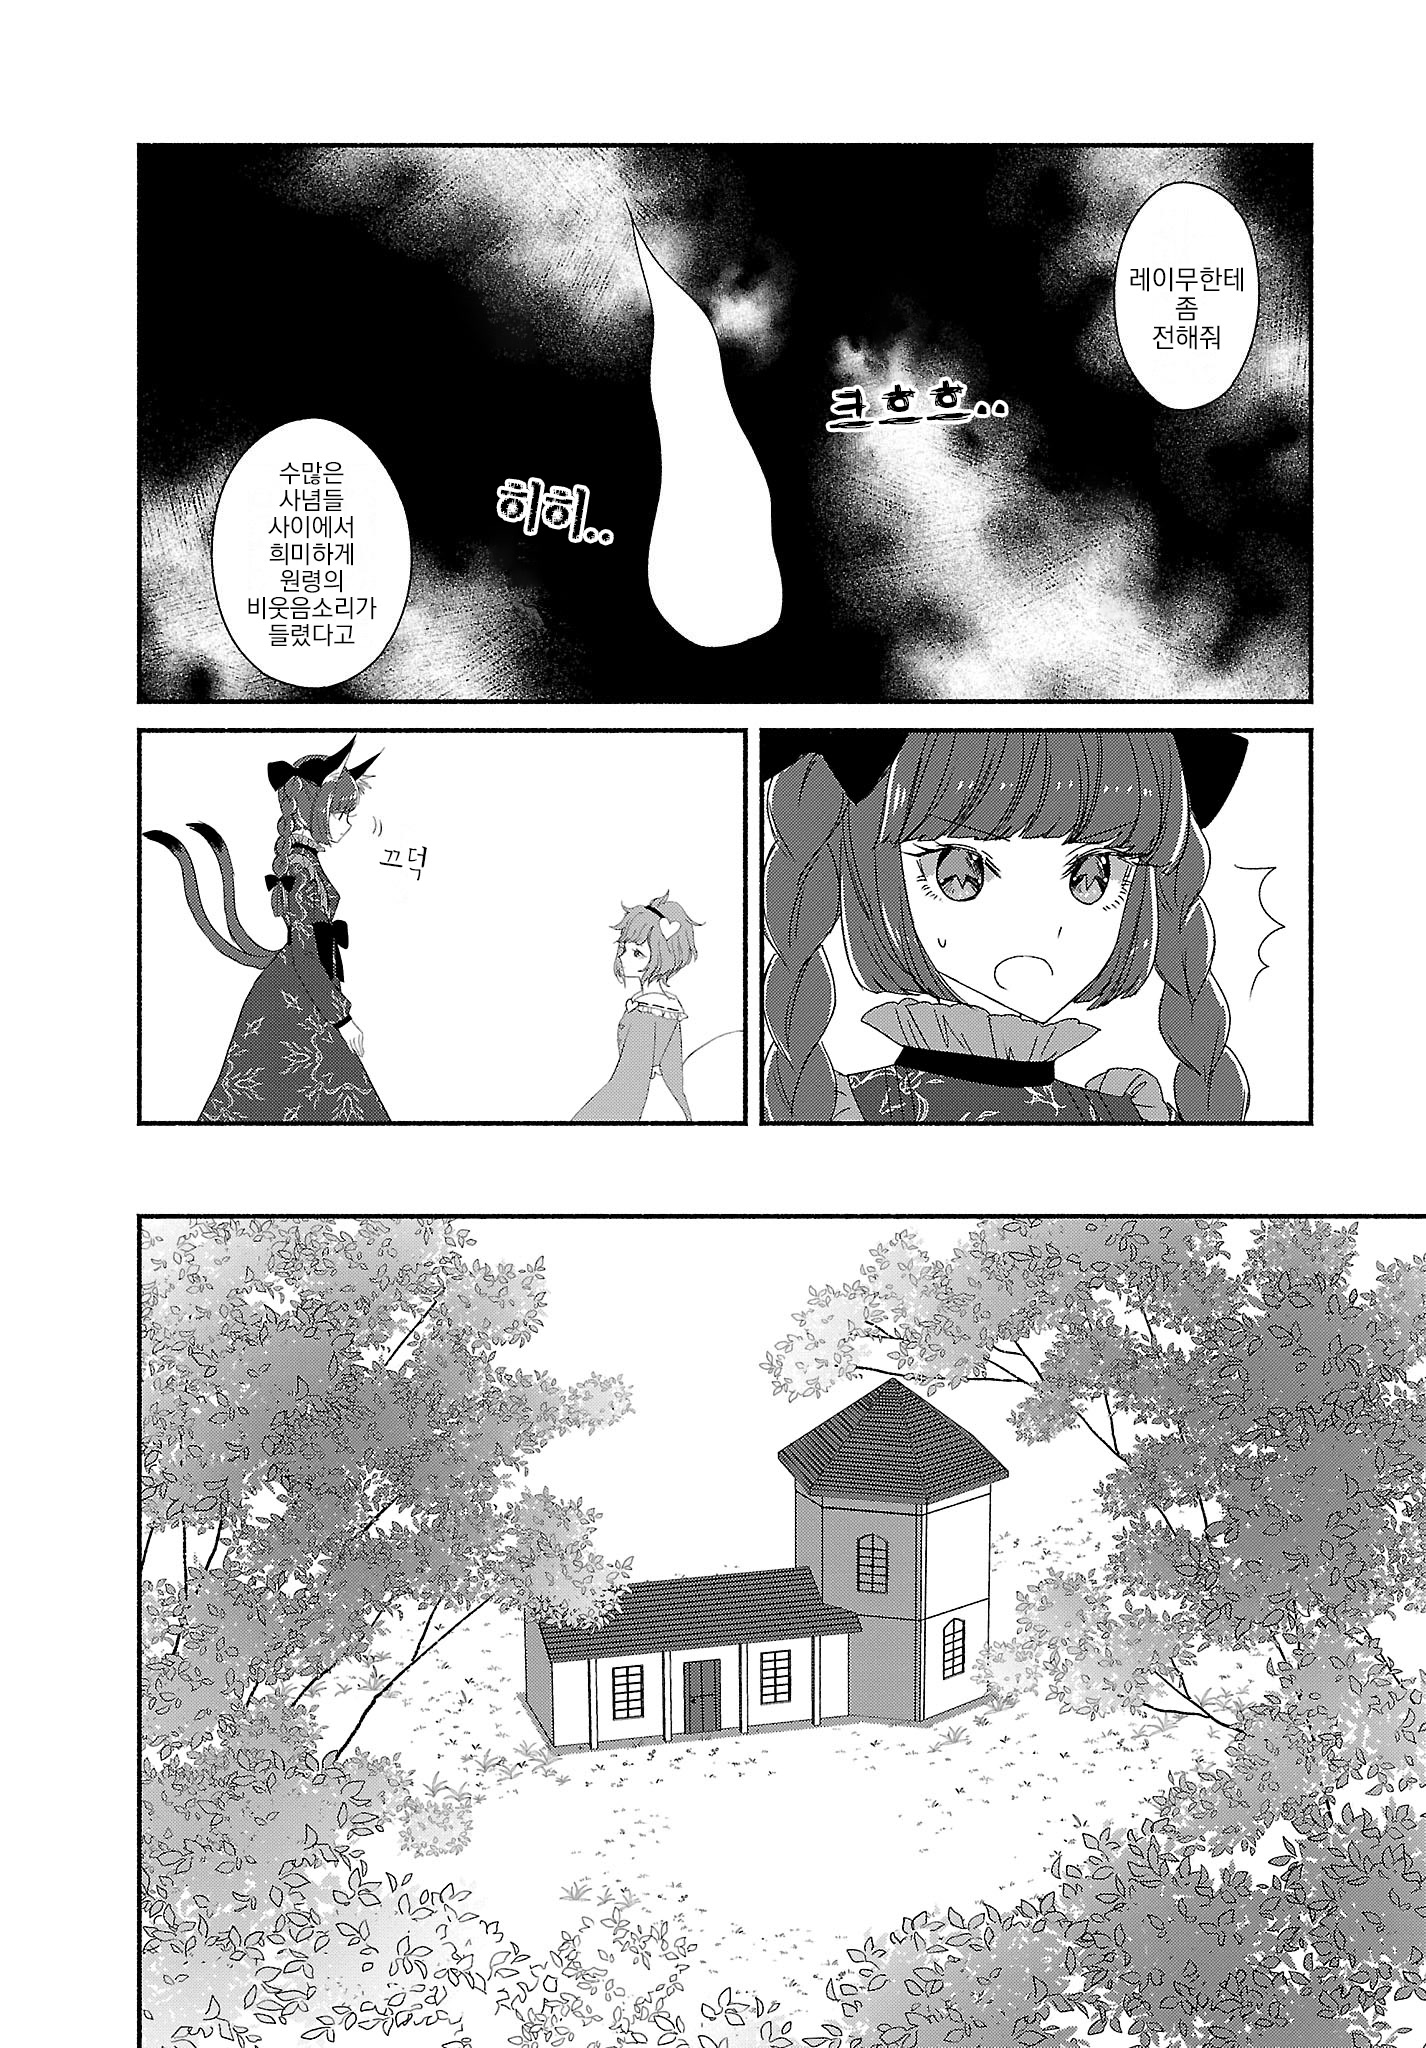 레이무한테
좀
전해줘
크흐흐..
히히..
수많은
사념들
사이에서
희미하게
원령의
비웃음소리가
들렸다고
끄덕